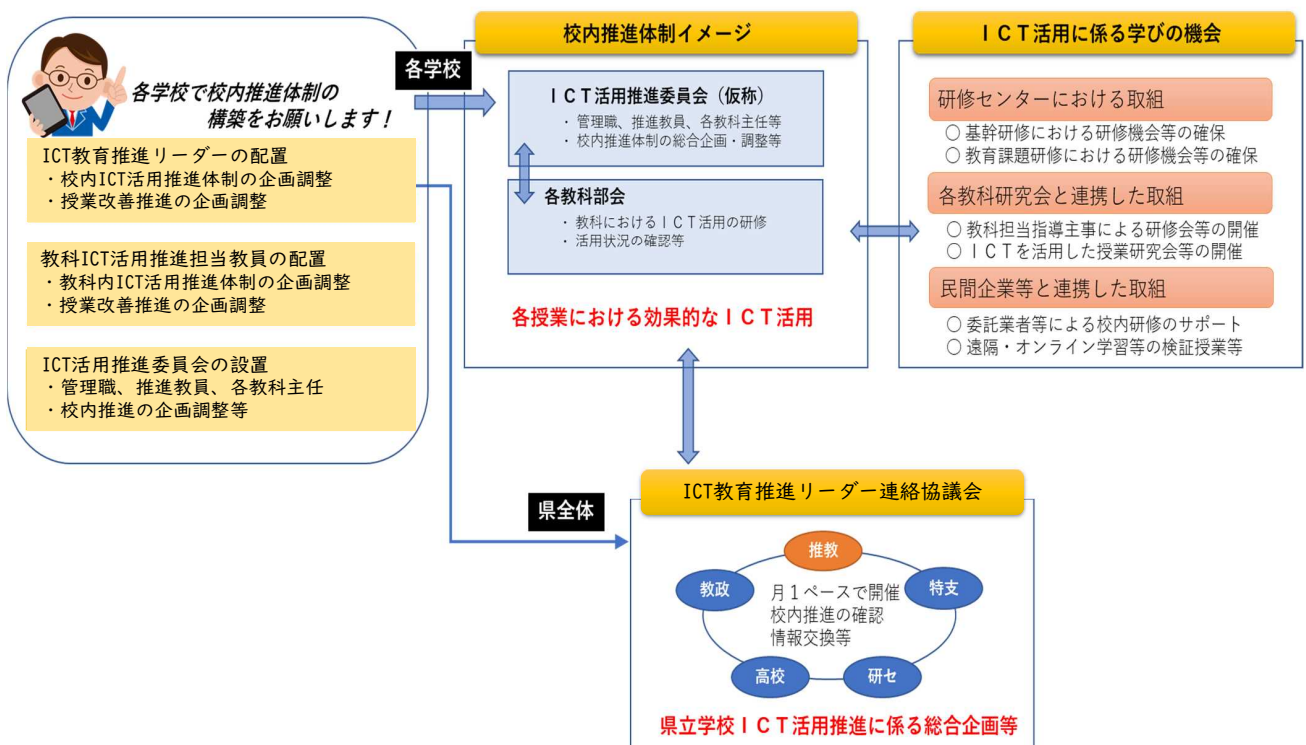 各学校で校内推進体制の
構築をお願いします！
ICT教育推進リーダーの配置
・校内ICT活用推進体制の企画調整
・授業改善推進の企画調整
教科ICT活用推進担当教員の配置
・教科内ICT活用推進体制の企画調整
・授業改善推進の企画調整
ICT活用推進委員会の設置
・管理職、推進教員、各教科主任
・校内推進の企画調整等
各学校
校内推進体制イメージ
ＩＣＴ活用推進委員会（仮称）
・ 管理職、推進教員、各教科主任等
・ 校内推進体制の総合企画・調整等
各教科部会
・ 教科におけるＩＣＴ活用の研修
・ 活用状況の確認等
各授業における効果的なＩＣＴ活用
ＩＣＴ活用に係る学びの機会
研修センターにおける取組
○ 基幹研修における研修機会等の確保
○ 教育課題研修における研修機会等の確保
各教科研究会と連携した取組
○ 教科担当指導主事による研修会等の開催
○ ＩＣＴを活用した授業研究会等の開催
民間企業等と連携した取組
○ 委託業者等による校内研修のサポート
○ 遠隔・オンライン学習等の検証授業等
県全体
ICT教育推進リーダー連絡協議会
推教
教政
特支
月１ペースで開催
校内推進の確認
情報交換等
高校
研セ
県立学校ＩＣＴ活用推進に係る総合企画等